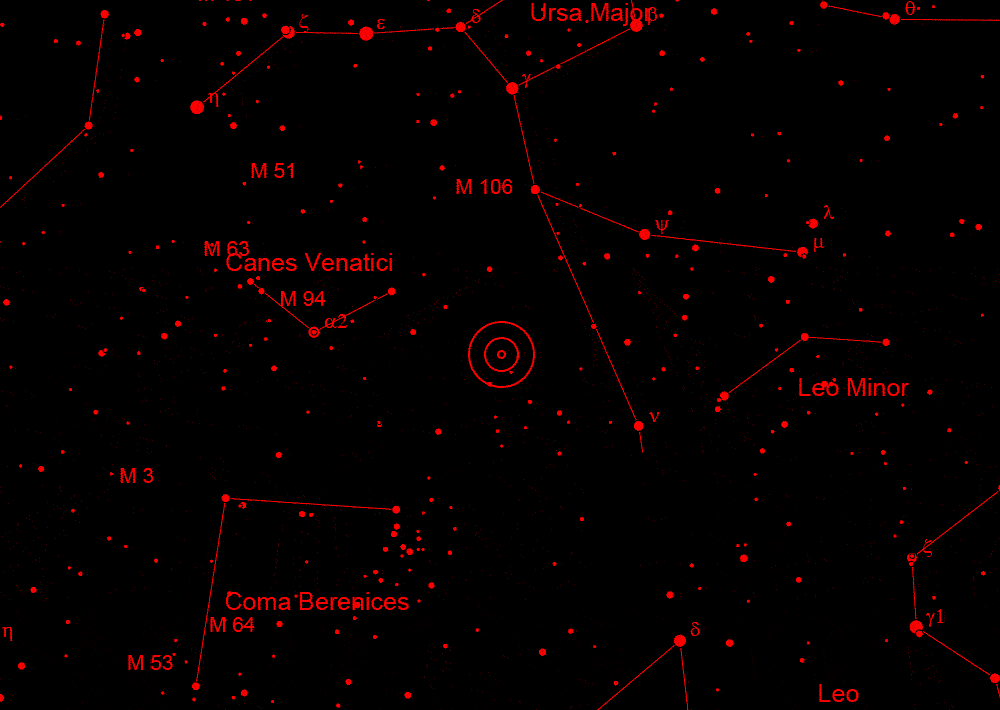 Ursa Major
β
θ
ζ
ε
δ
γ
η
M 51
M 106
λ
ψ
μ
M 63
Canes Venatici
M 94
α2
Leo Minor
ν
M 3
ζ
Coma Berenices
γ1
M 64
η
δ
M 53
Leo